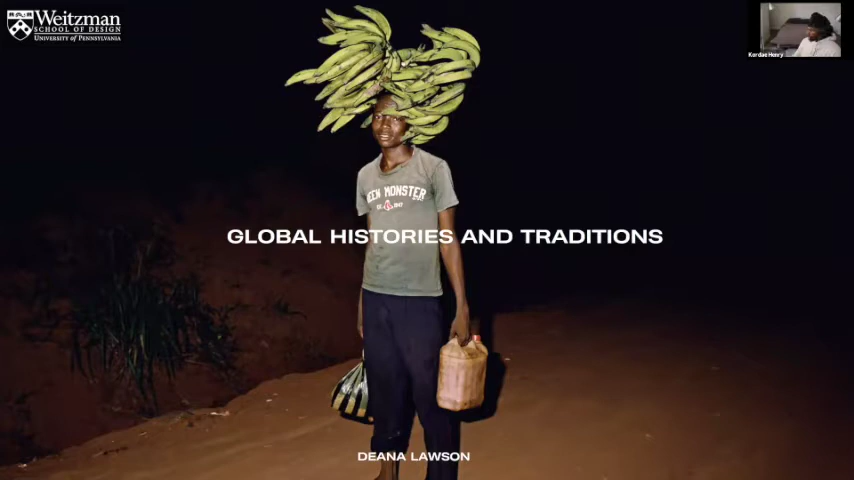 Weitzman
SCHOOL OF DESIGN
UNIVERSITY of PENNSYLVANIA
Kordae Henry
EEN MONSTER
GLOBAL HISTORIES AND TRADITIONS
DEANA LAWSON